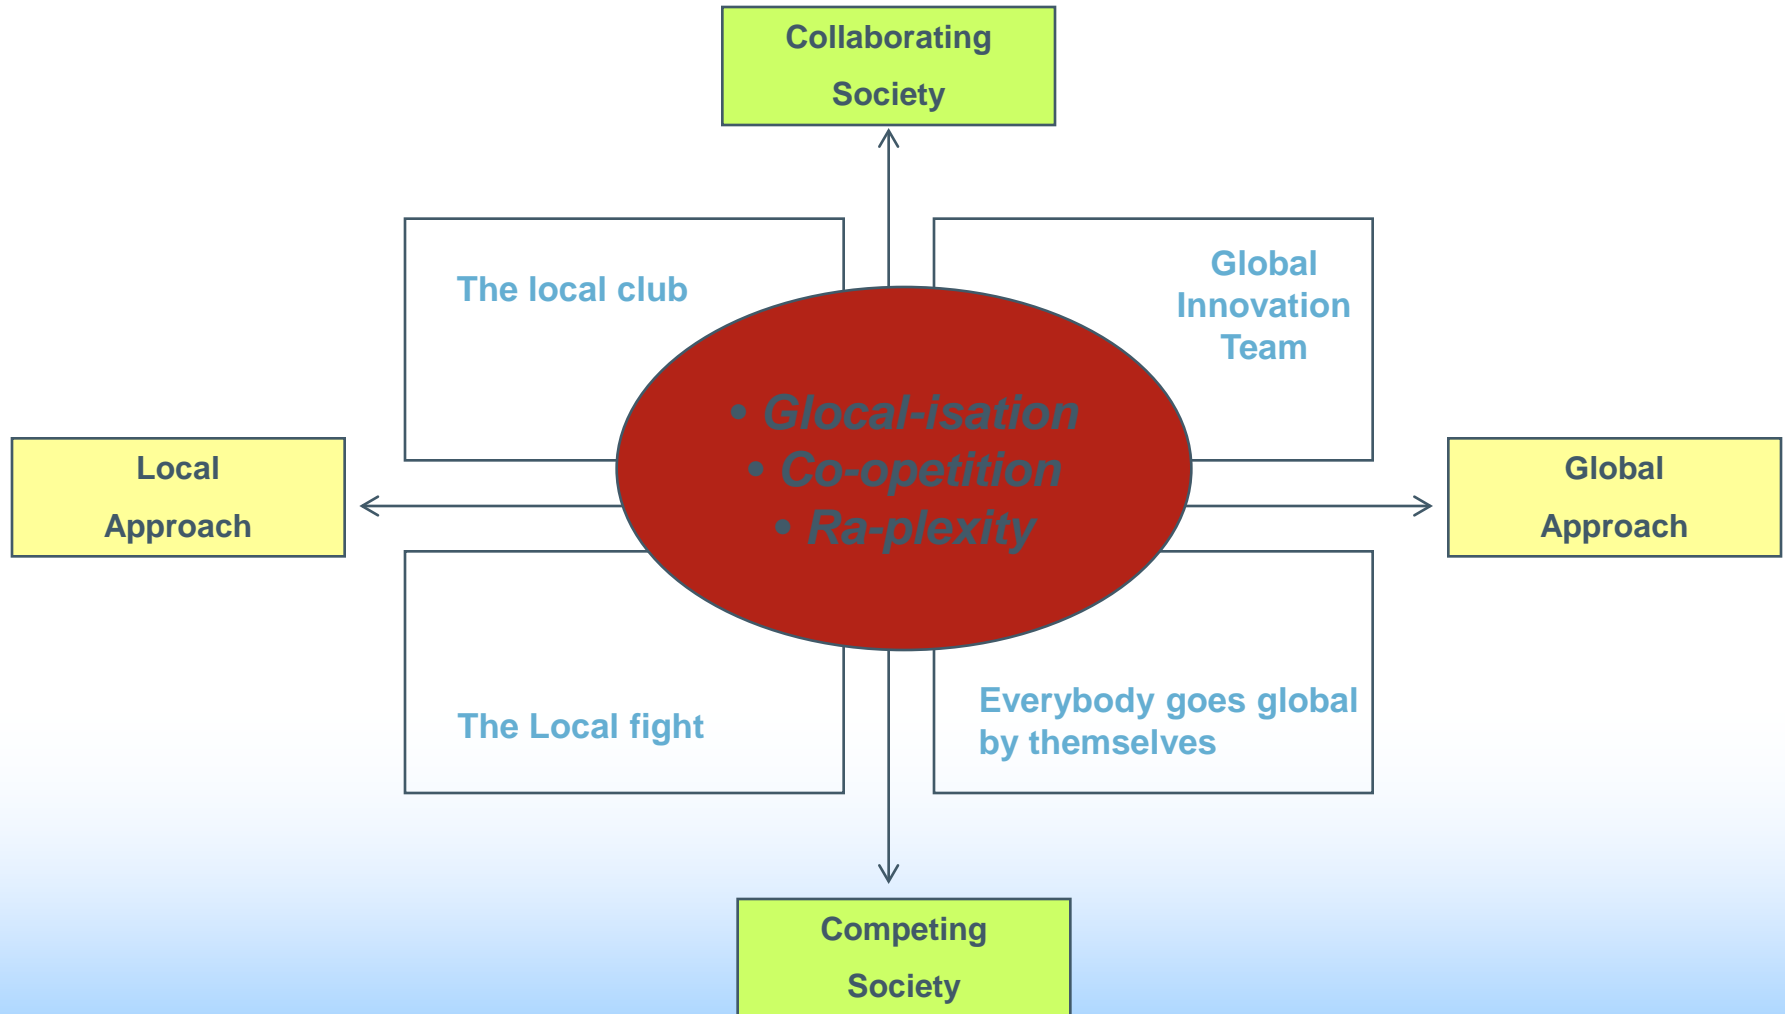 Collaborating
Society
The local club
Global
Innovation
Team
• Glocal-isation
• Co-opetition
• Ra-plexity
Local
Approach
Global
Approach
The Local fight
Everybody goes global
by themselves
Competing
Society